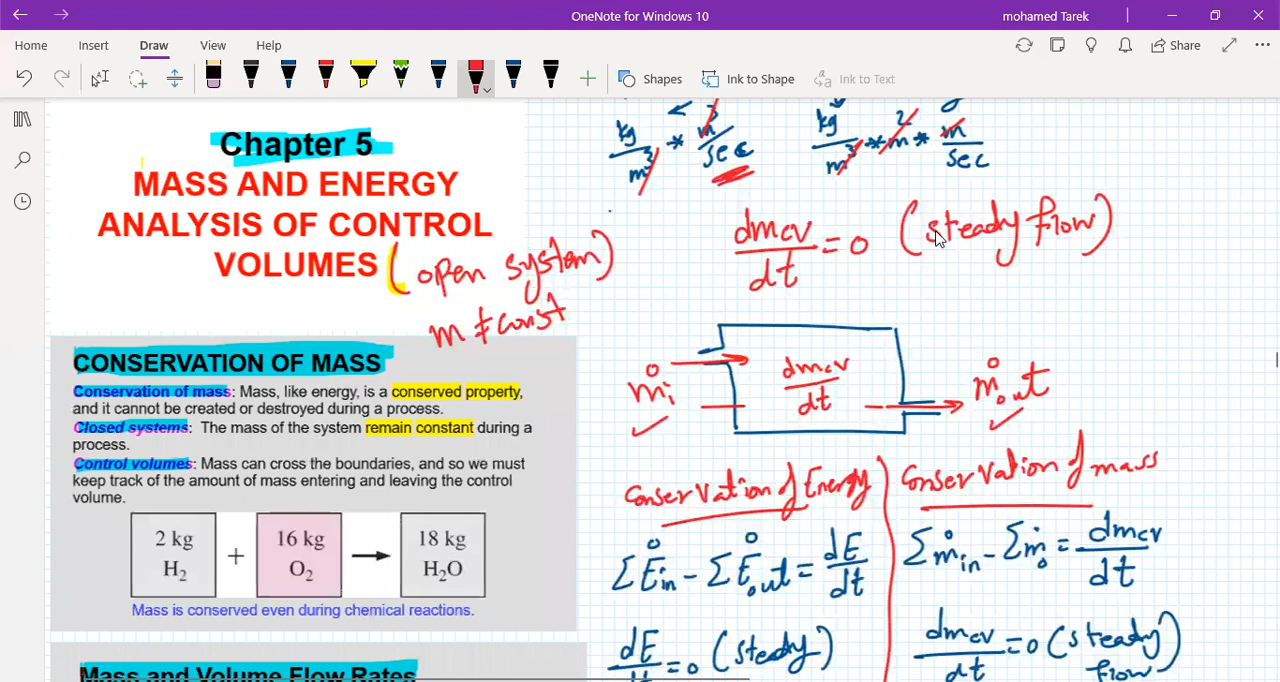 OneNote for Windows 10
mohamed Tarek
Home Insert Draw View Help
Share
Shapes Ink to Shape Ink to Text
Chapter 5
MASS AND ENERGY
ANALYSIS OF CONTROL
VOLUMES (open system)
m ≠ const
CONSERVATION OF MASS
Conservation of mass: Mass, like energy, is a conserved property,
and it cannot be created or destroyed during a process.
Closed systems: The mass of the system remain constant during a
process.
Control volumes: Mass can cross the boundaries, and so we must
keep track of the amount of mass entering and leaving the control
volume.
2 kg H₂ + 16 kg O₂ → 18 kg H₂O
Mass is conserved even during chemical reactions.
Mass and Volume Flow Rates
kg/m³ * m³/sec
kg/m³ * m² * m/sec
dmcv/dt = 0 (steady flow)
ṁi
dmcv/dt
ṁout
Conservation of Energy
ΣĖin - ΣĖout = dE/dt
dE/dt = 0 (steady)
Conservation of mass
Σṁin - Σṁo = dmcv/dt
dmcv/dt = 0 (steady
flow)